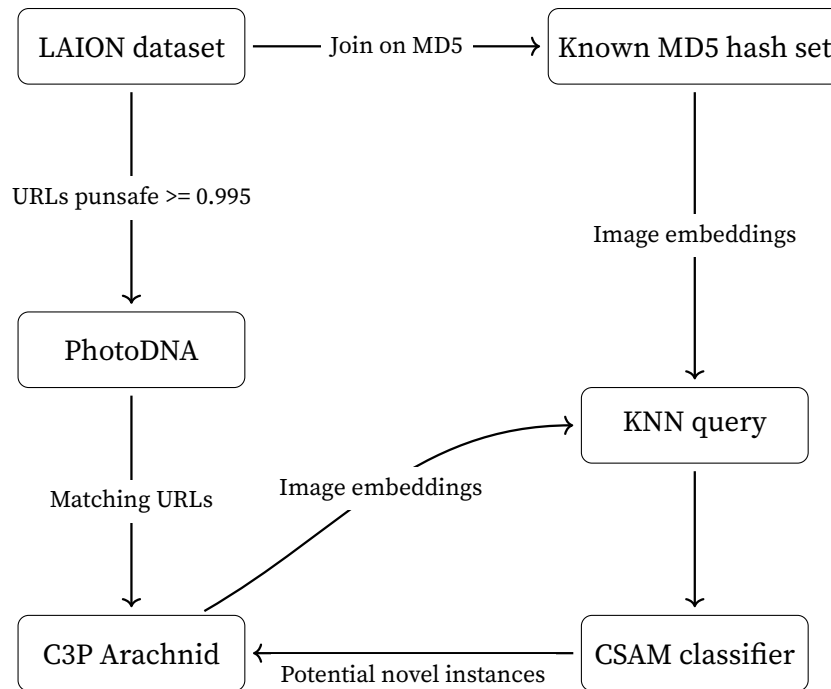 LAION dataset
Join on MD5
Known MD5 hash set
URLs punsafe >= 0.995
Image embeddings
PhotoDNA
KNN query
Image embeddings
Matching URLs
C3P Arachnid
Potential novel instances
CSAM classifier